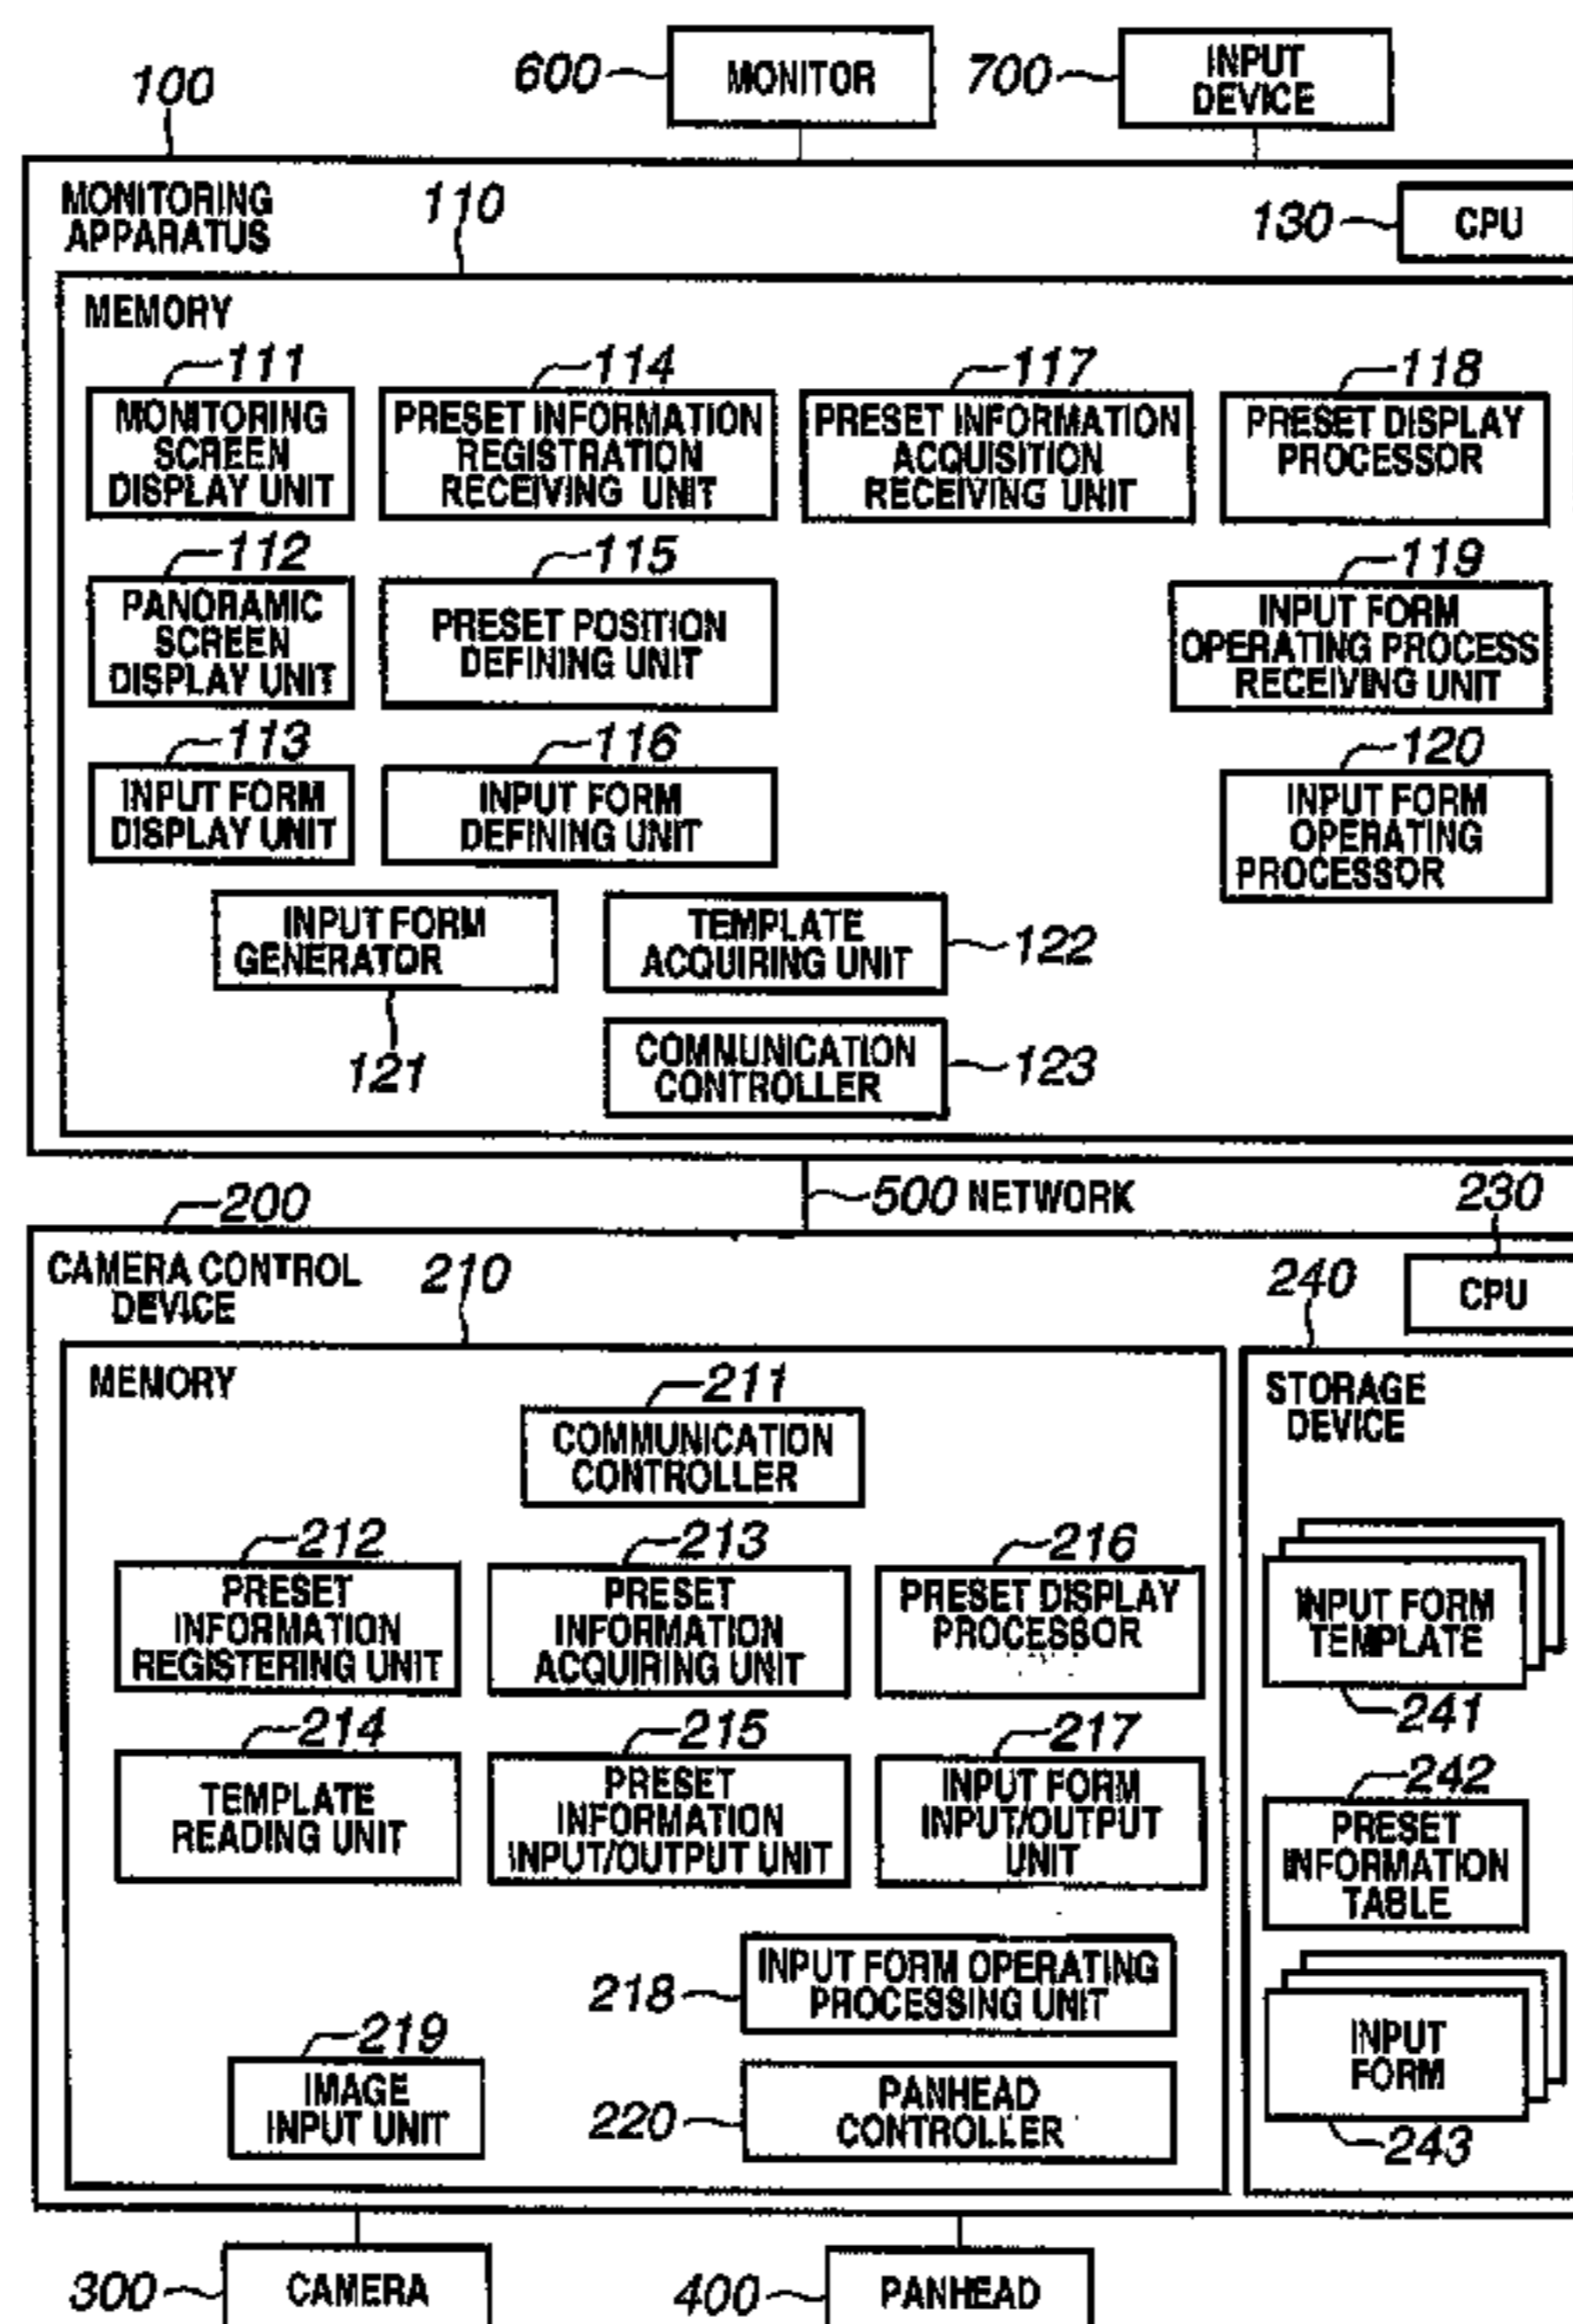 600 MONITOR
700 INPUT DEVICE
100
MONITORING
APPARATUS
110
130 CPU
MEMORY
111
MONITORING
SCREEN
DISPLAY UNIT
114
PRESET INFORMATION
REGISTRATION
RECEIVING UNIT
117
PRESET INFORMATION
ACQUISITION
RECEIVING UNIT
118
PRESET DISPLAY
PROCESSOR
112
PANORAMIC
SCREEN
DISPLAY UNIT
115
PRESET POSITION
DEFINING UNIT
119
INPUT FORM
OPERATING PROCESS
RECEIVING UNIT
113
INPUT FORM
DISPLAY UNIT
116
INPUT FORM
DEFINING UNIT
120
INPUT FORM
OPERATING
PROCESSOR
INPUT FORM
GENERATOR
121
TEMPLATE
ACQUIRING UNIT
122
COMMUNICATION
CONTROLLER
123
500 NETWORK
200
CAMERA CONTROL
DEVICE
210
240
230
CPU
MEMORY
211
COMMUNICATION
CONTROLLER
212
PRESET
INFORMATION
REGISTERING UNIT
213
PRESET
INFORMATION
ACQUIRING UNIT
216
PRESET DISPLAY
PROCESSOR
214
TEMPLATE
READING UNIT
215
PRESET
INFORMATION
INPUT/OUTPUT UNIT
217
INPUT FORM
INPUT/OUTPUT
UNIT
218
INPUT FORM OPERATING
PROCESSING UNIT
219
IMAGE
INPUT UNIT
220
PANHEAD
CONTROLLER
STORAGE
DEVICE
INPUT FORM
TEMPLATE
241
242
PRESET
INFORMATION
TABLE
INPUT
FORM
243
300 CAMERA
400 PANHEAD